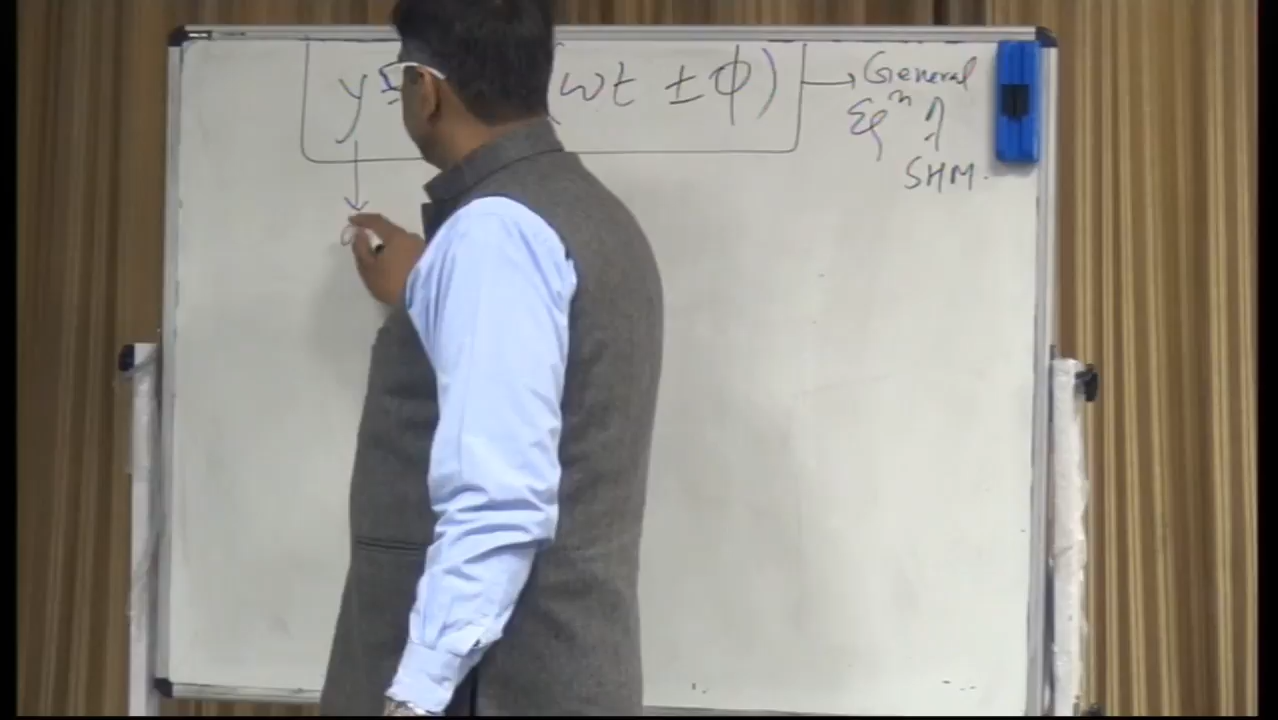 y = (ωt ± ϕ) → General
Eqⁿ of
SHM.